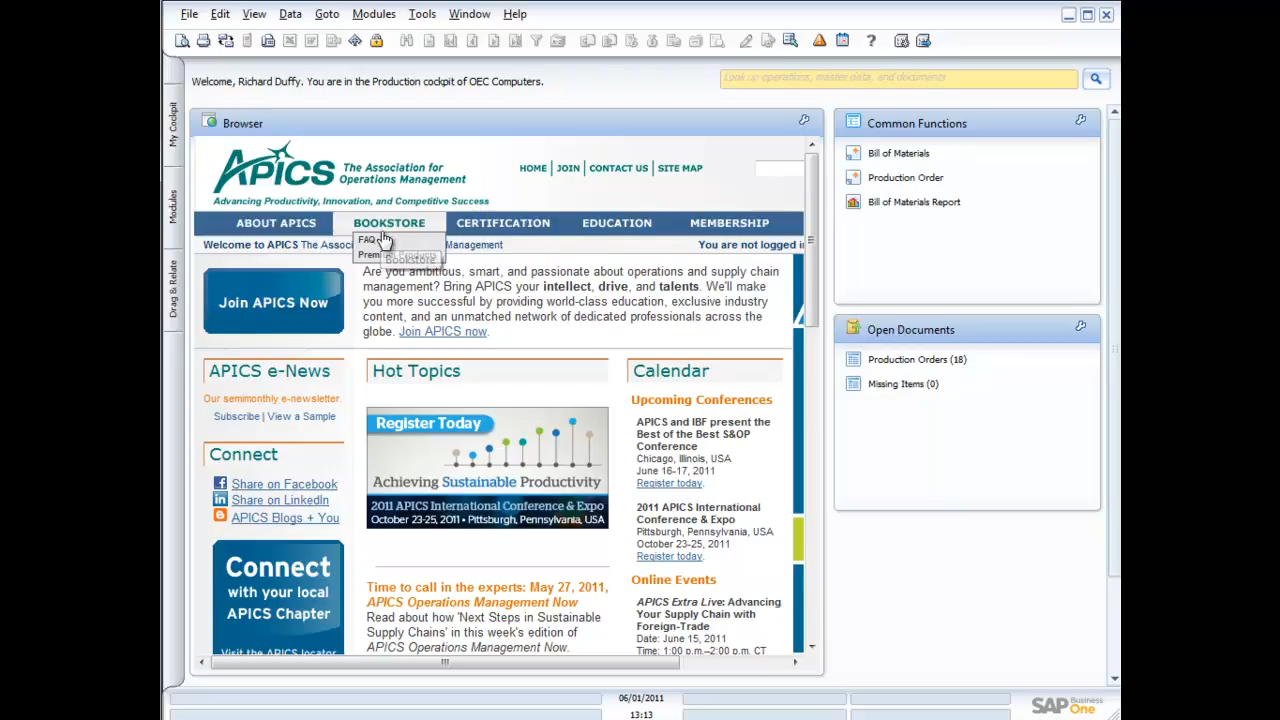 File Edit View Data Goto Modules Tools Window Help
Welcome, Richard Duffy. You are in the Production cockpit of OEC Computers.
Look up operations, master data, and documents
My Cockpit
Modules
Drag & Relate
Browser
APICS The Association for
Operations Management
Advancing Productivity, Innovation, and Competitive Success
HOME JOIN CONTACT US SITE MAP
ABOUT APICS BOOKSTORE CERTIFICATION EDUCATION MEMBERSHIP
Welcome to APICS The Assoc Management You are not logged i
FAQ
Prem Products
Bookstore
Join APICS Now
Are you ambitious, smart, and passionate about operations and supply chain
management? Bring APICS your intellect, drive, and talents. We'll make
you more successful by providing world-class education, exclusive industry
content, and an unmatched network of dedicated professionals across the
globe. Join APICS now.
APICS e-News
Our semimonthly e-newsletter.
Subscribe | View a Sample
Connect
Share on Facebook
Share on LinkedIn
APICS Blogs + You
Connect
with your local
APICS Chapter
Visit the APICS locator
Hot Topics
Register Today
Achieving Sustainable Productivity
2011 APICS International Conference & Expo
October 23-25, 2011 • Pittsburgh, Pennsylvania, USA
Time to call in the experts: May 27, 2011,
APICS Operations Management Now
Read about how 'Next Steps in Sustainable
Supply Chains' in this week's edition of
APICS Operations Management Now.
Calendar
Upcoming Conferences
APICS and IBF present the
Best of the Best S&OP
Conference
Chicago, Illinois, USA
June 16-17, 2011
Register today.
2011 APICS International
Conference & Expo
Pittsburgh, Pennsylvania, USA
October 23-25, 2011
Register today.
Online Events
APICS Extra Live: Advancing
Your Supply Chain with
Foreign-Trade
Date: June 15, 2011
Time: 1:00 p.m.–2:00 p.m. CT
Common Functions
Bill of Materials
Production Order
Bill of Materials Report
Open Documents
Production Orders (18)
Missing Items (0)
06/01/2011
13:13
SAP Business One